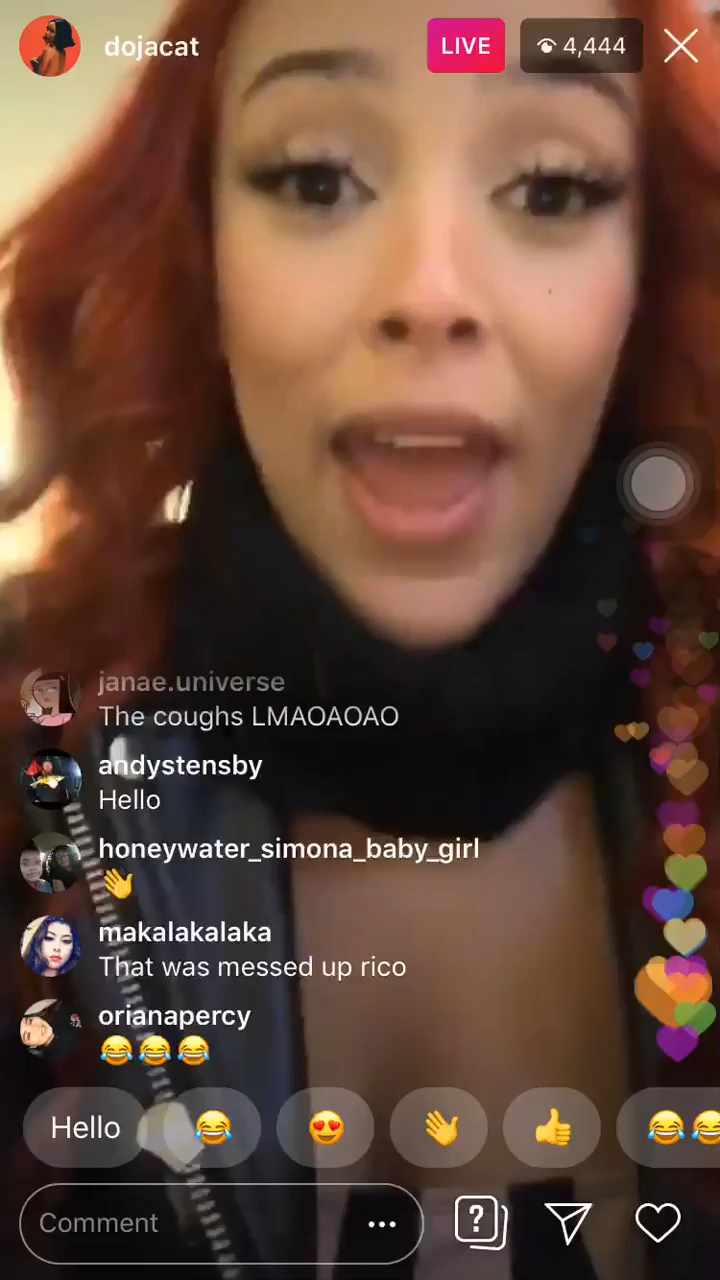 dojacat
LIVE
4,444
janae.universe
The coughs LMAOAOAO
andystensby
Hello
honeywater_simona_baby_girl
👋
makalakalaka
That was messed up rico
orianapercy
😂😂😂
Hello 😂 😍 👋 👍 😂😂
Comment